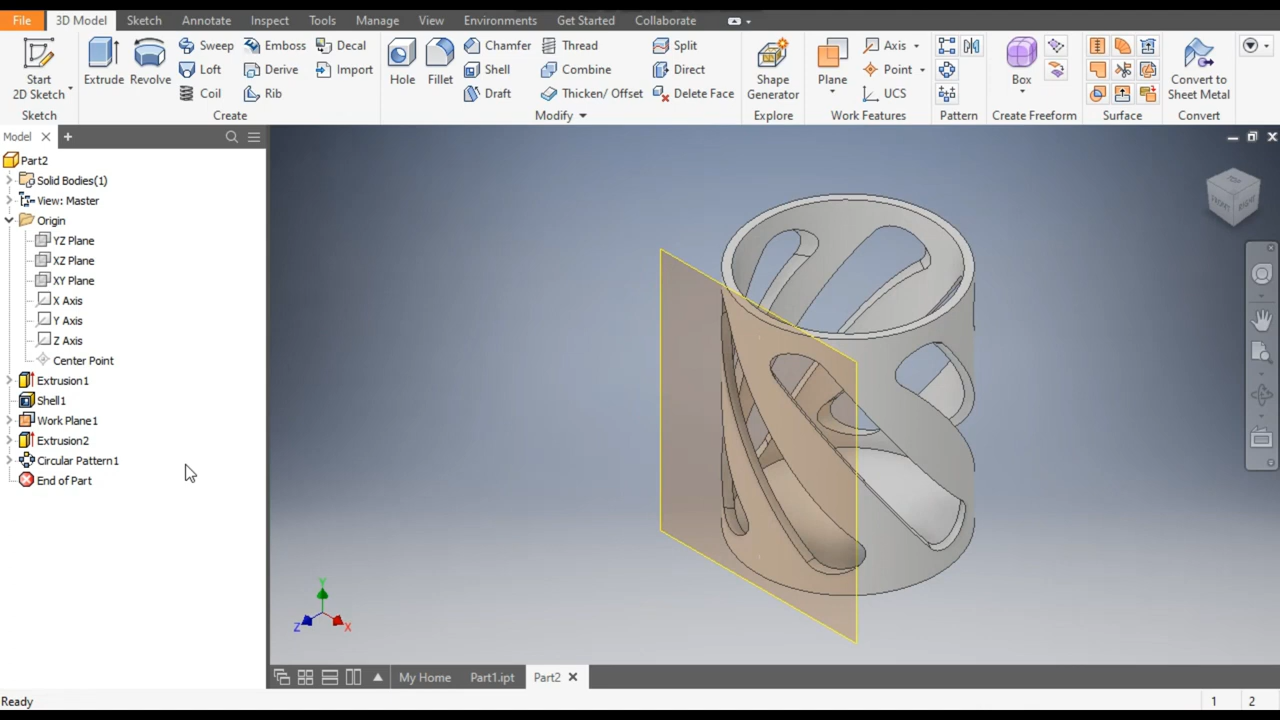 File 3D Model Sketch Annotate Inspect Tools Manage View Environments Get Started Collaborate
Start
2D Sketch
Sketch
Extrude
Revolve
Sweep
Loft
Coil
Emboss
Derive
Rib
Decal
Import
Create
Hole
Fillet
Chamfer
Shell
Draft
Thread
Combine
Thicken/ Offset
Split
Direct
Delete Face
Modify
Shape
Generator
Explore
Plane
Axis
Point
UCS
Work Features
Pattern
Box
Create Freeform
Surface
Convert to
Sheet Metal
Convert
Model
Part2
Solid Bodies(1)
View: Master
Origin
YZ Plane
XZ Plane
XY Plane
X Axis
Y Axis
Z Axis
Center Point
Extrusion1
Shell1
Work Plane1
Extrusion2
Circular Pattern1
End of Part
TOP
FRONT RIGHT
Y
Z X
My Home Part1.ipt Part2
Ready 1 2